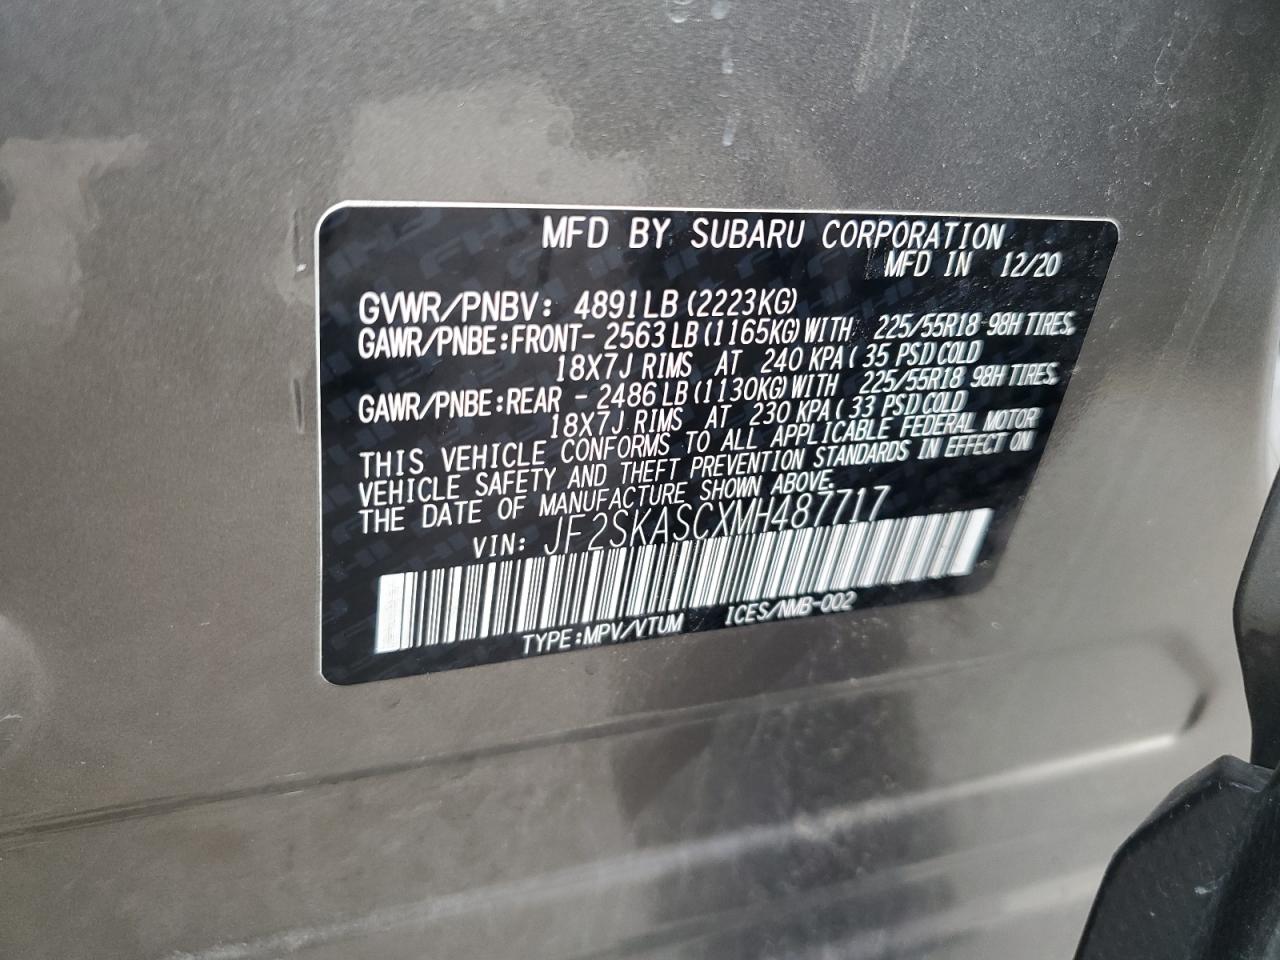 MFD BY SUBARU CORPORATION
MFD IN 12/20
GVWR/PNBV: 4891LB (2223KG)
GAWR/PNBE:FRONT- 2563 LB (1165KG) WITH 225/55R18 98H TIRES,
18X7J RIMS AT 240 KPA ( 35 PSI) COLD
GAWR/PNBE:REAR - 2486 LB (1130KG) WITH 225/55R18 98H TIRES,
18X7J RIMS AT 230 KPA ( 33 PSI) COLD
THIS VEHICLE CONFORMS TO ALL APPLICABLE FEDERAL MOTOR
VEHICLE SAFETY AND THEFT PREVENTION STANDARDS IN EFFECT ON
THE DATE OF MANUFACTURE SHOWN ABOVE.
VIN: JF2SKASCXMH487717
TYPE:MPV/VTUM ICES/NMB-002